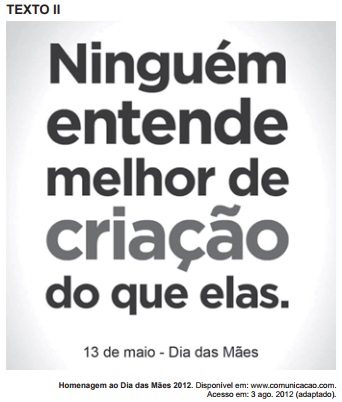 TEXTO II
Ninguém
entende
melhor de
criação
do que elas.
13 de maio - Dia das Mães
Homenagem ao Dia das Mães 2012. Disponível em: www.comunicacao.com.
Acesso em: 3 ago. 2012 (adaptado).